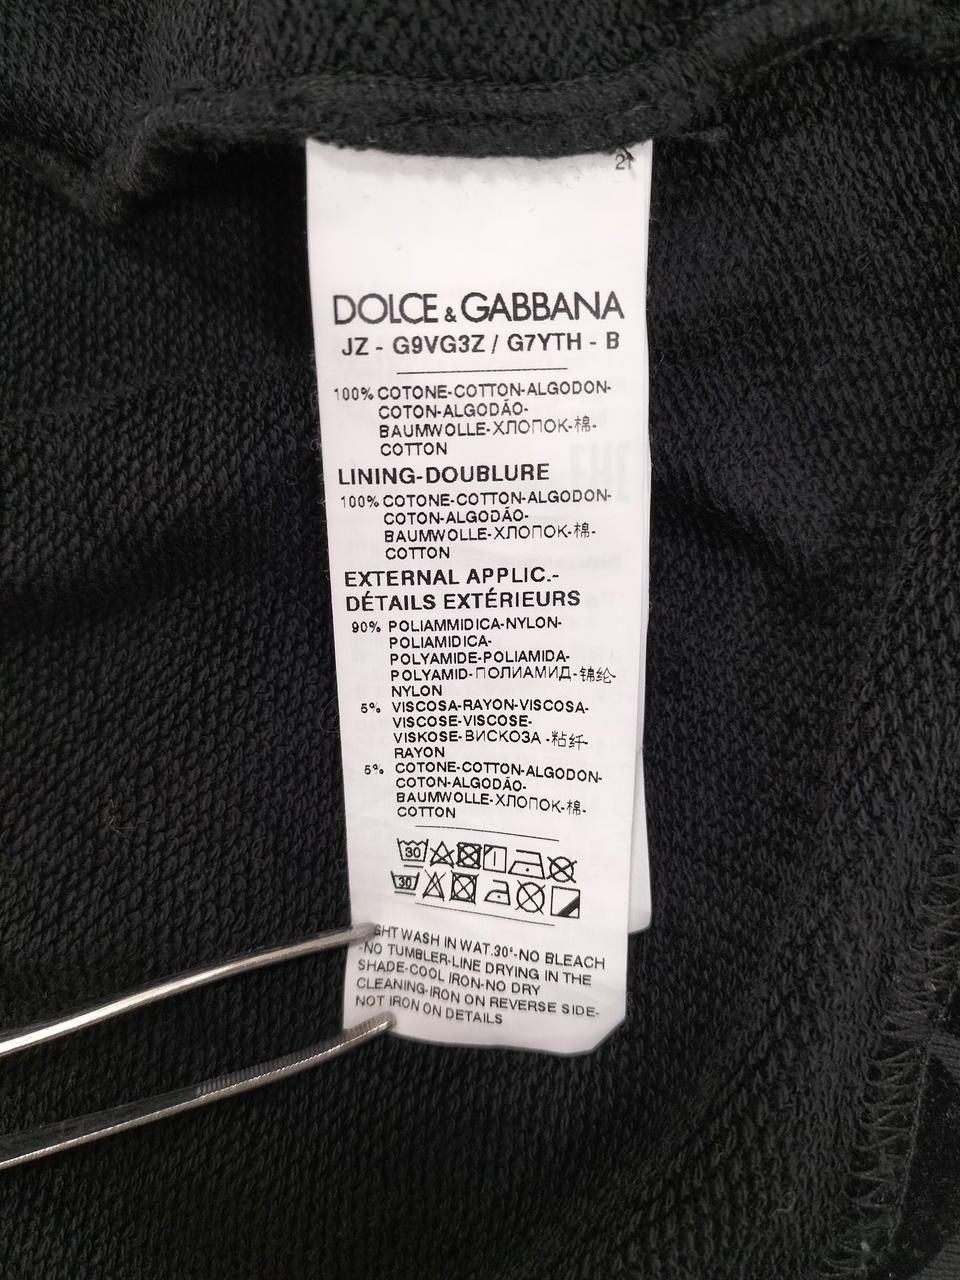 21
DOLCE & GABBANA
JZ - G9VG3Z / G7YTH - B
100% COTONE-COTTON-ALGODON-
COTON-ALGODÃO-
BAUMWOLLE-ХЛОПОК-棉-
COTTON
LINING-DOUBLURE
100% COTONE-COTTON-ALGODON-
COTON-ALGODÃO-
BAUMWOLLE-ХЛОПОК-棉-
COTTON
EXTERNAL APPLIC.-
DÉTAILS EXTÉRIEURS
90% POLIAMMIDICA-NYLON-
POLIAMIDICA-
POLYAMIDE-POLIAMIDA-
POLYAMID-ПОЛИАМИД-锦纶-
NYLON
5% VISCOSA-RAYON-VISCOSA-
VISCOSE-VISCOSE-
VISKOSE-ВИСКОЗА -粘纤-
RAYON
5% COTONE-COTTON-ALGODON-
COTON-ALGODÃO-
BAUMWOLLE-ХЛОПОК-棉-
COTTON
30
30
WASH IN WAT.30°-NO BLEACH
-NO TUMBLER-LINE DRYING IN THE
SHADE-COOL IRON-NO DRY
CLEANING-IRON ON REVERSE SIDE-
NOT IRON ON DETAILS